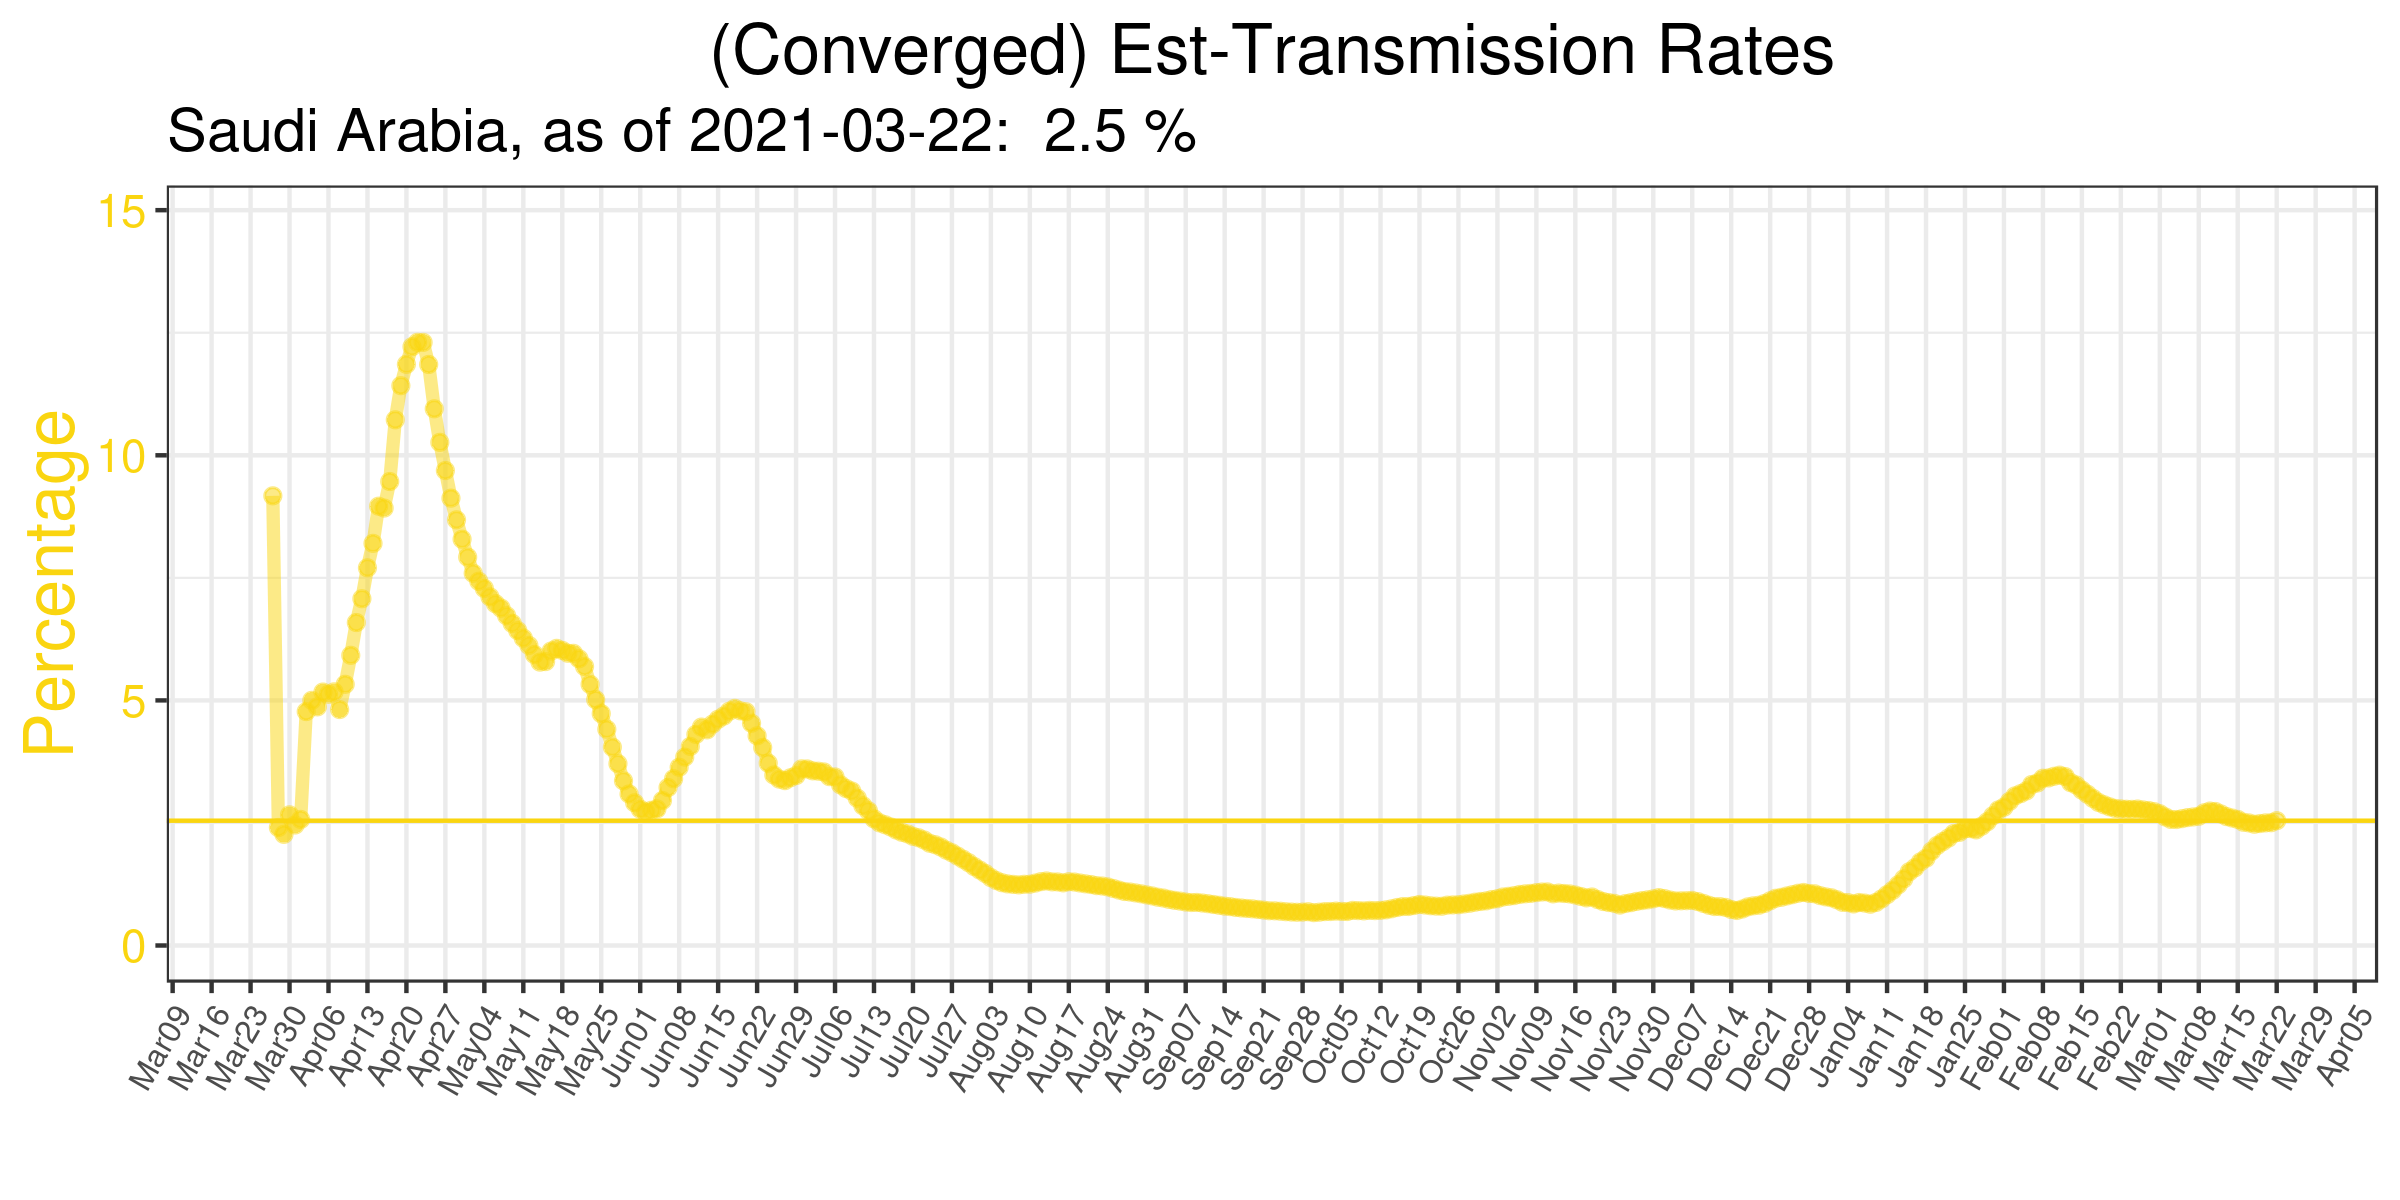 (Converged) Est-Transmission Rates
Saudi Arabia, as of 2021-03-22:  2.5 %
Percentage
15
10
5
0
Mar09
Mar16
Mar23
Mar30
Apr06
Apr13
Apr20
Apr27
May04
May11
May18
May25
Jun01
Jun08
Jun15
Jun22
Jun29
Jul06
Jul13
Jul20
Jul27
Aug03
Aug10
Aug17
Aug24
Aug31
Sep07
Sep14
Sep21
Sep28
Oct05
Oct12
Oct19
Oct26
Nov02
Nov09
Nov16
Nov23
Nov30
Dec07
Dec14
Dec21
Dec28
Jan04
Jan11
Jan18
Jan25
Feb01
Feb08
Feb15
Feb22
Mar01
Mar08
Mar15
Mar22
Mar29
Apr05